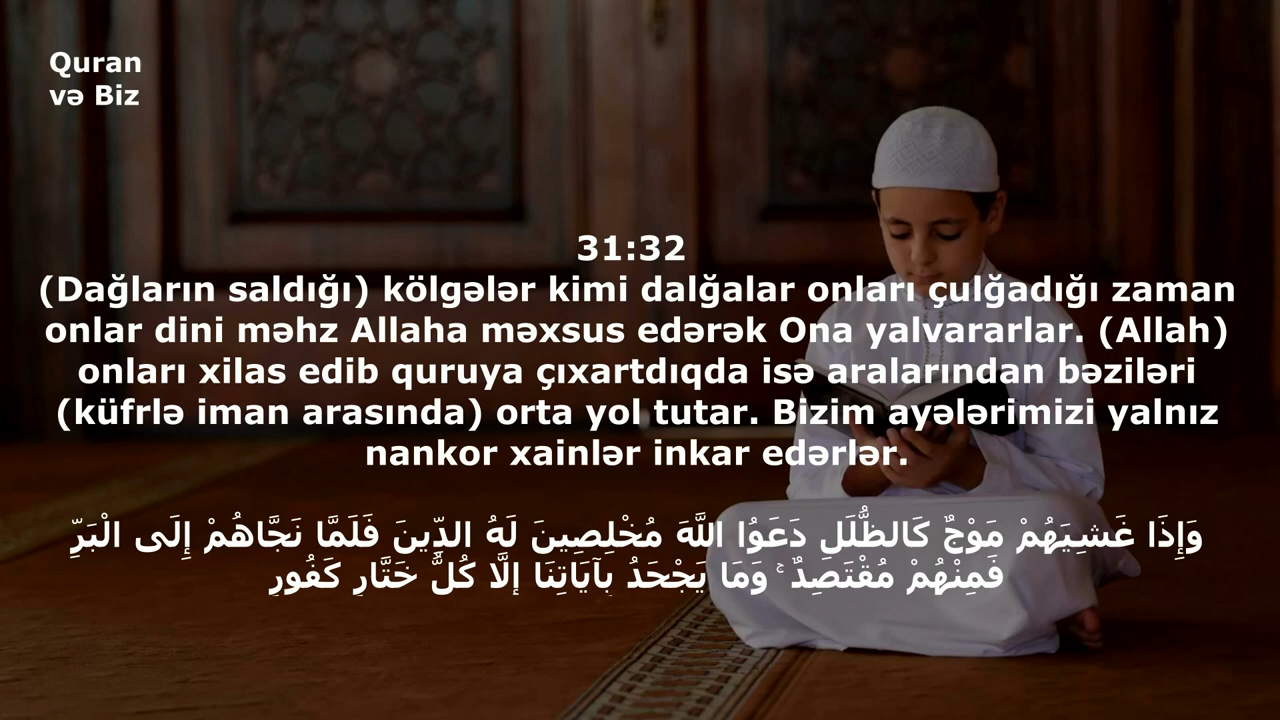 Quran
və Biz
31:32
(Dağların saldığı) kölgələr kimi dalğalar onları çulğadığı zaman
onlar dini məhz Allaha məxsus edərək Ona yalvararlar. (Allah)
onları xilas edib quruya çıxartdıqda isə aralarından bəziləri
(küfrlə iman arasında) orta yol tutar. Bizim ayələrimizi yalnız
nankor xainlər inkar edərlər.
وَإِذَا غَشِيَهُمْ مَوْجٌ كَالظُّلَلِ دَعَوُا اللَّهَ مُخْلِصِينَ لَهُ الدِّينَ فَلَمَّا نَجَّاهُمْ إِلَى الْبَرِّ
فَمِنْهُمْ مُقْتَصِدٌ ۚ وَمَا يَجْحَدُ بِآيَاتِنَا إِلَّا كُلُّ خَتَّارٍ كَفُورٍ